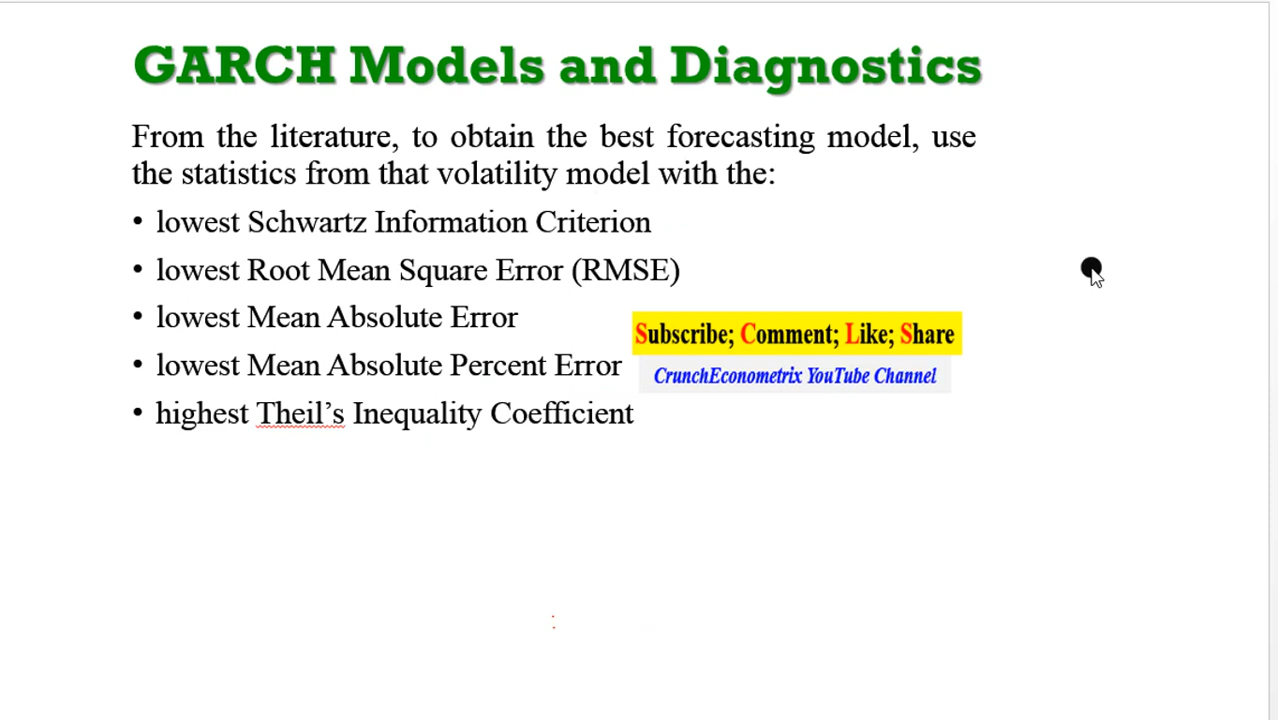 GARCH Models and Diagnostics
From the literature, to obtain the best forecasting model, use
the statistics from that volatility model with the:
• lowest Schwartz Information Criterion
• lowest Root Mean Square Error (RMSE)
• lowest Mean Absolute Error
Subscribe; Comment; Like; Share
• lowest Mean Absolute Percent Error
CrunchEconometrix YouTube Channel
• highest Theil’s Inequality Coefficient